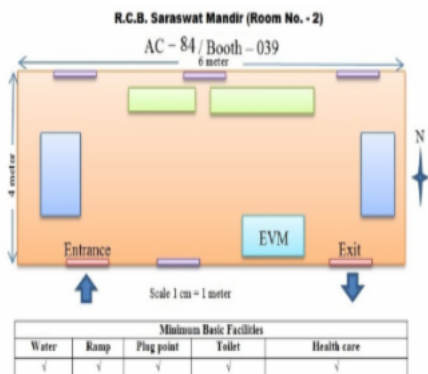 R.C.B. Saraswat Mandir (Room No. - 2)
AC - 84 / Booth - 039
6 meter
4 meter
N
EVM
Entrance
Exit
Scale 1 cm = 1 meter
Minimum Basic Facilities
Water Ramp Plug point Toilet Health care
√ √ √ √ √